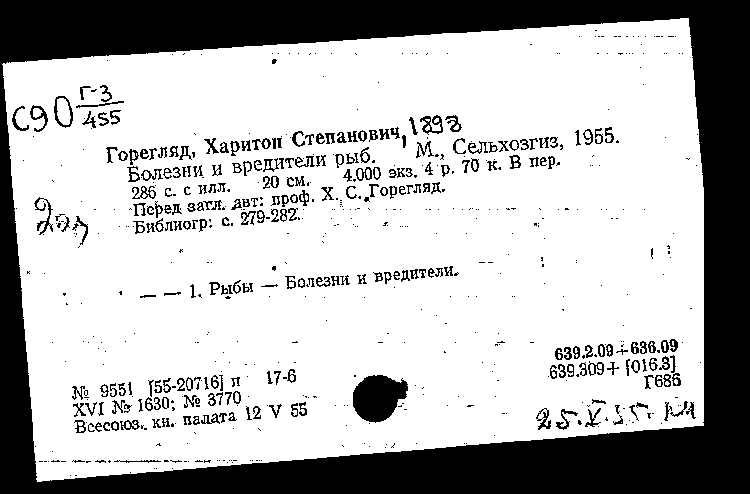 С90 Г-3
455
Горегляд, Харитон Степанович, 1898
Болезни и вредители рыб. М., Сельхозгиз, 1955.
286 с. с илл. 20 см. 4.000 экз. 4 р. 70 к. В пер.
Перед загл. авт: проф. Х. С. Горегляд.
Библиогр: с. 279-282.
— — 1. Рыбы — Болезни и вредители.
639.2.09+636.09
№ 9551 [55-20716] п 17-6
639.309+[016.3]
XVI № 1630; № 3770
Г686
Всесоюз. кн. палата 12 V 55
25.V.55.